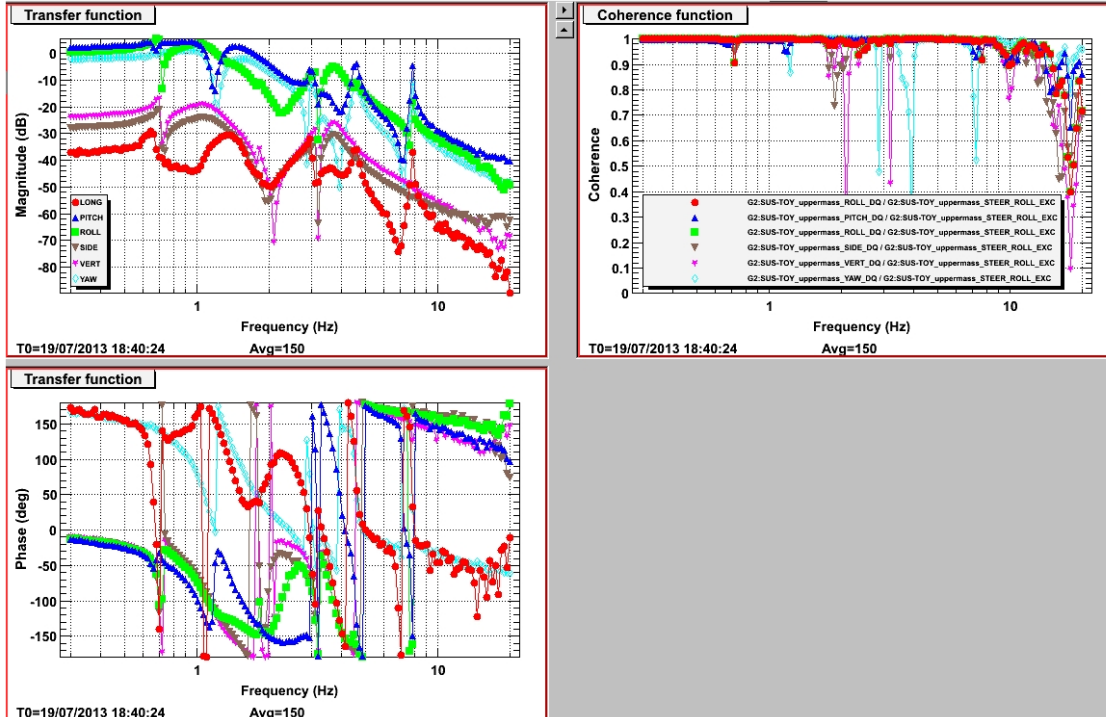 Transfer function
Magnitude (dB)
0
-10
-20
-30
-40
-50
-60
-70
-80
LONG
PITCH
ROLL
SIDE
VERT
YAW
1
10
Frequency (Hz)
T0=19/07/2013 18:40:24
Avg=150
Coherence function
Coherence
1
0.9
0.8
0.7
0.6
0.5
0.4
0.3
0.2
0.1
0
G2:SUS-TOY_uppermass_ROLL_DQ / G2:SUS-TOY_uppermass_STEER_ROLL_EXC
G2:SUS-TOY_uppermass_PITCH_DQ / G2:SUS-TOY_uppermass_STEER_ROLL_EXC
G2:SUS-TOY_uppermass_ROLL_DQ / G2:SUS-TOY_uppermass_STEER_ROLL_EXC
G2:SUS-TOY_uppermass_SIDE_DQ / G2:SUS-TOY_uppermass_STEER_ROLL_EXC
G2:SUS-TOY_uppermass_VERT_DQ / G2:SUS-TOY_uppermass_STEER_ROLL_EXC
G2:SUS-TOY_uppermass_YAW_DQ / G2:SUS-TOY_uppermass_STEER_ROLL_EXC
1
10
Frequency (Hz)
T0=19/07/2013 18:40:24
Avg=150
Transfer function
Phase (deg)
150
100
50
0
-50
-100
-150
1
10
Frequency (Hz)
T0=19/07/2013 18:40:24
Avg=150